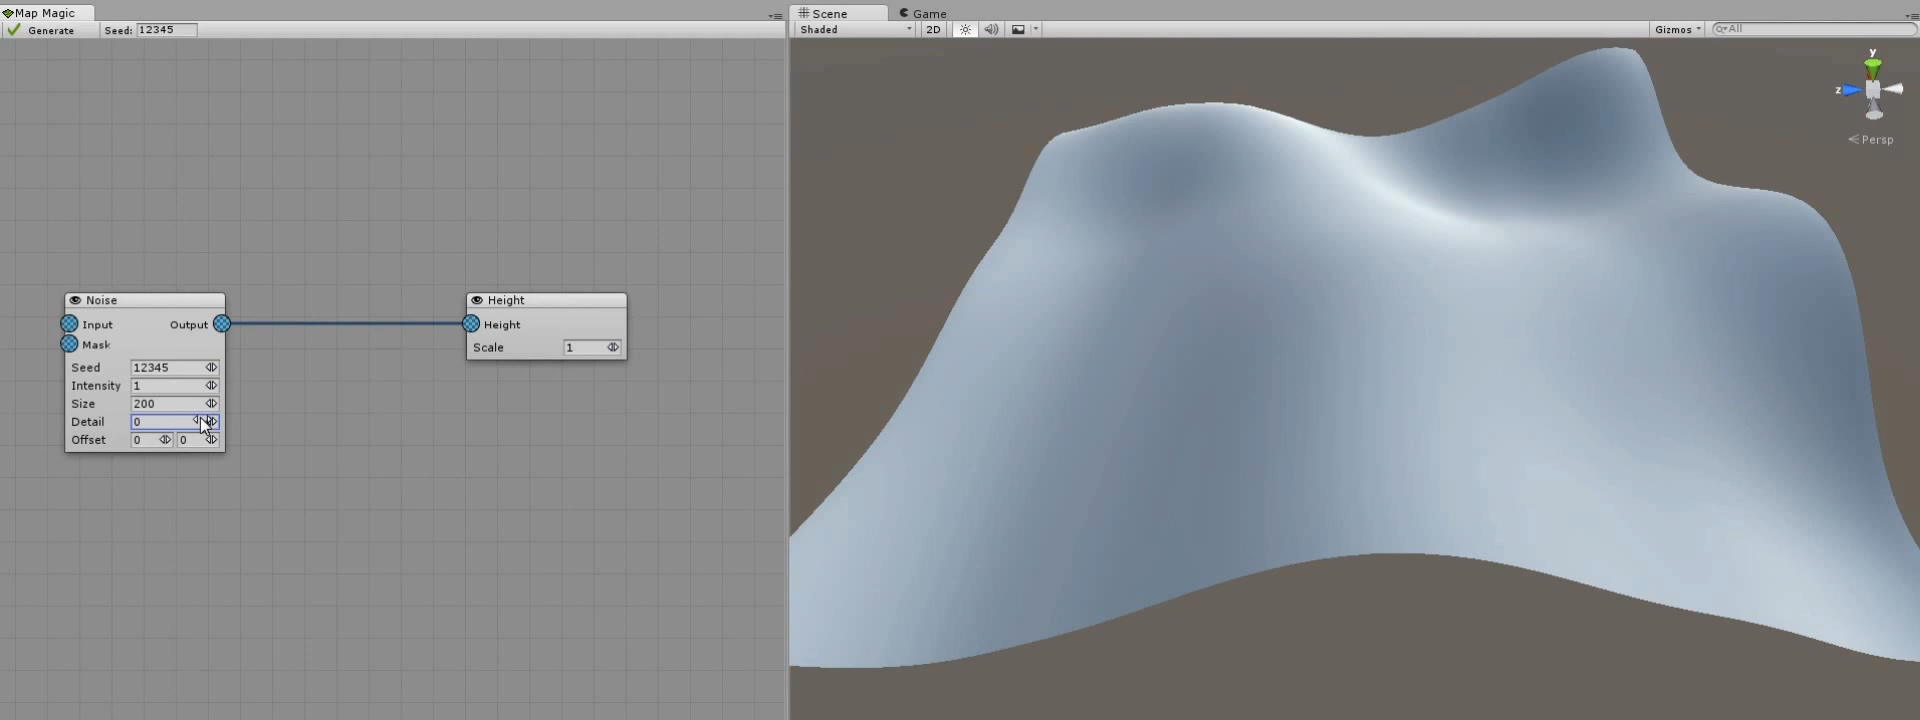 Map Magic
Generate Seed: 12345
Noise
Input Output
Mask
Seed 12345
Intensity 1
Size 200
Detail 0
Offset 0 0
Height
Height
Scale 1
Scene Game
Shaded 2D Gizmos All
y
z
Persp